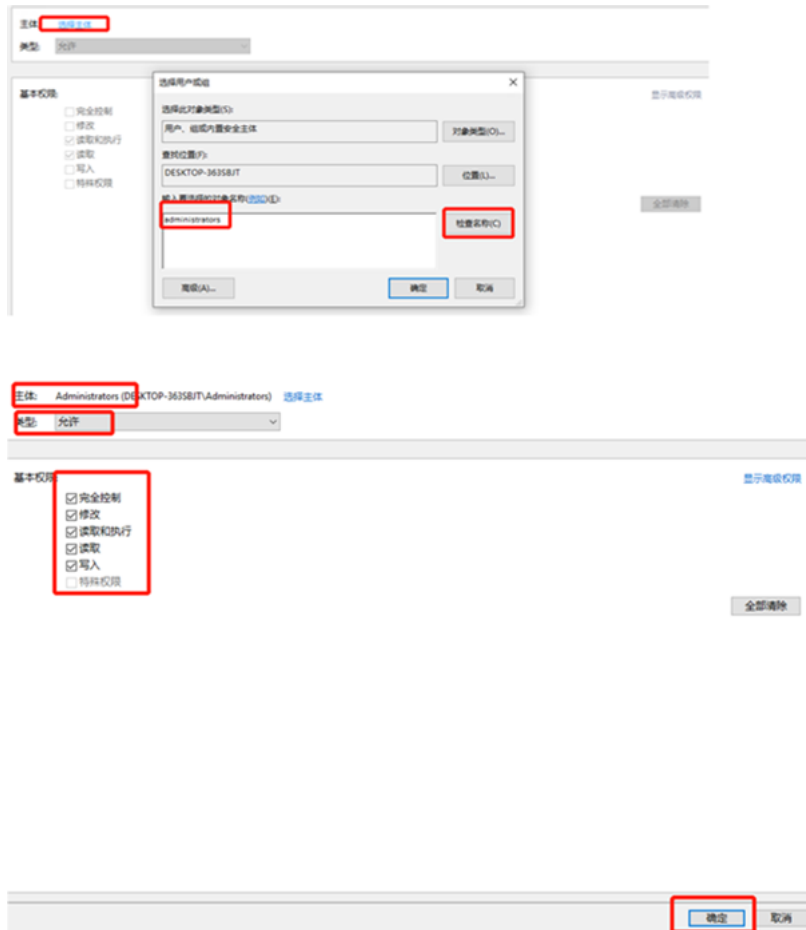 主体: 选择主体
类型: 允许
选择用户或组
基本权限:
显示高级权限
完全控制
修改
读取和执行
读取
写入
特殊权限
选择此对象类型(S):
用户、组或内置安全主体
对象类型(O)...
查找位置(F):
DESKTOP-363SBJT
位置(L)...
输入要选择的对象名称(示例)(E):
administrators
检查名称(C)
全部清除
高级(A)...
确定
取消
主体: Administrators (DESKTOP-363SBJT\Administrators) 选择主体
类型: 允许
基本权限:
显示高级权限
完全控制
修改
读取和执行
读取
写入
特殊权限
全部清除
确定
取消